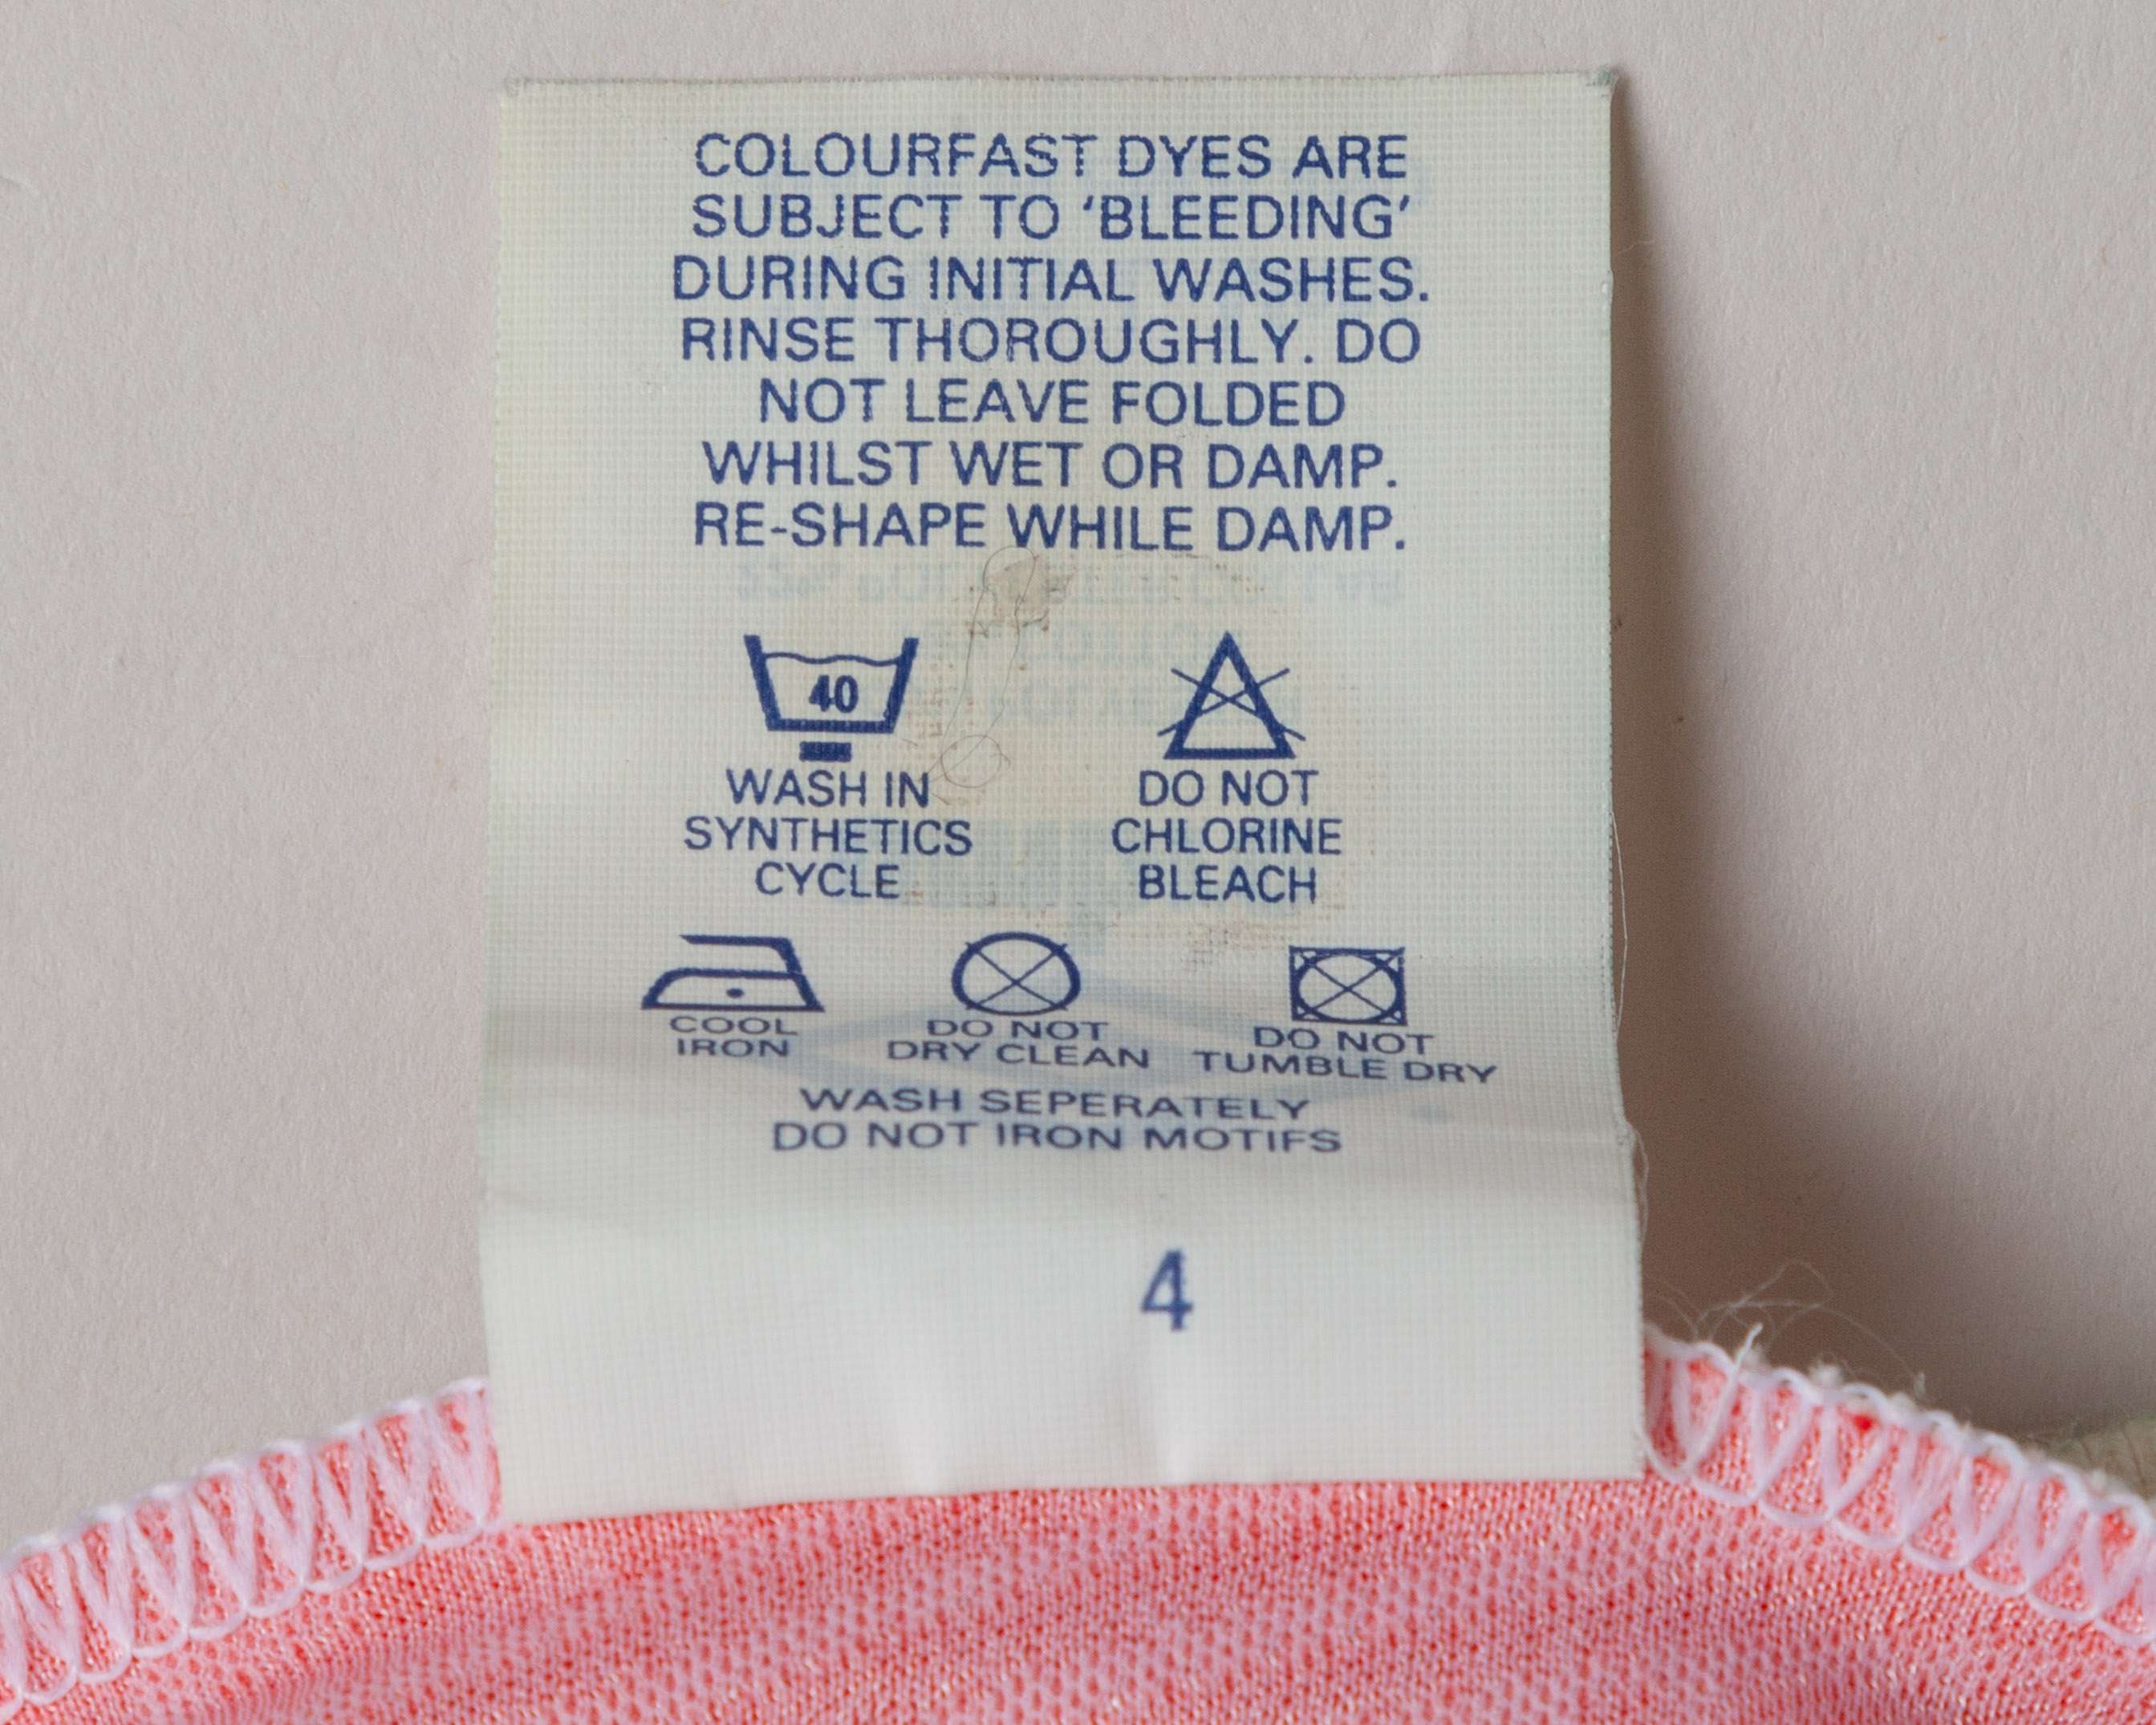 COLOURFAST DYES ARE
SUBJECT TO ‘BLEEDING’
DURING INITIAL WASHES.
RINSE THOROUGHLY. DO
NOT LEAVE FOLDED
WHILST WET OR DAMP.
RE-SHAPE WHILE DAMP.
40
WASH IN
SYNTHETICS
CYCLE
DO NOT
CHLORINE
BLEACH
COOL
IRON
DO NOT
DRY CLEAN
DO NOT
TUMBLE DRY
WASH SEPERATELY
DO NOT IRON MOTIFS
4